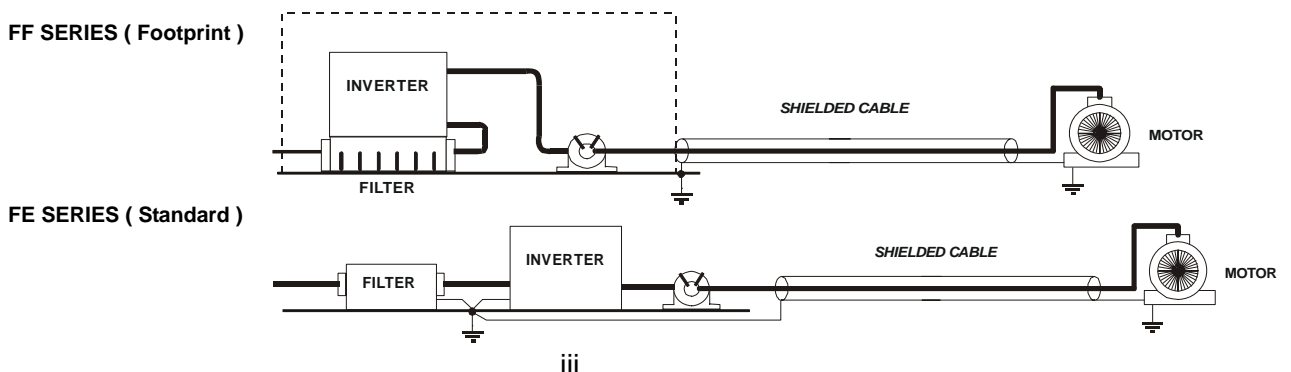 FF SERIES ( Footprint )
INVERTER
SHIELDED CABLE
MOTOR
FILTER
FE SERIES ( Standard )
INVERTER
SHIELDED CABLE
FILTER
MOTOR
iii